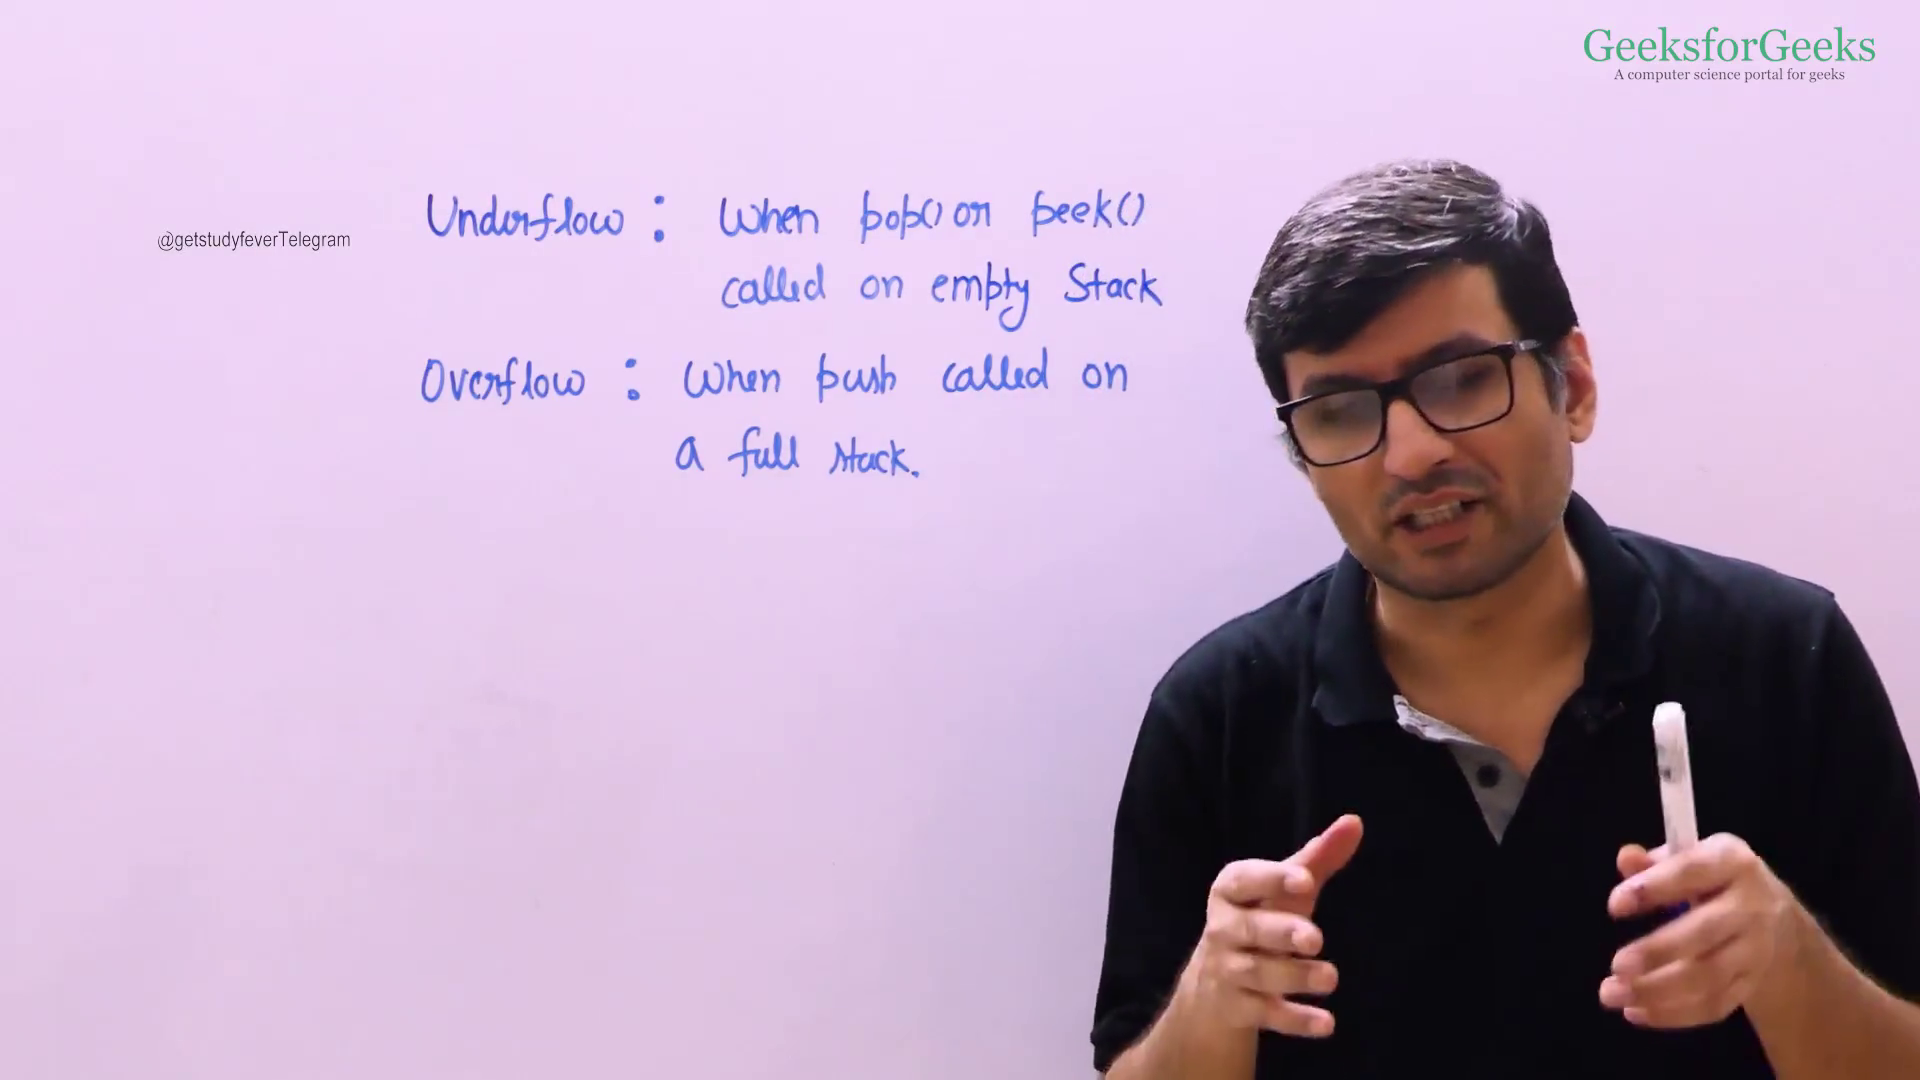 GeeksforGeeks
A computer science portal for geeks
@getstudyfeverTelegram
Underflow : When pop() or peek()
called on empty Stack
Overflow : When push called on
a full stack.